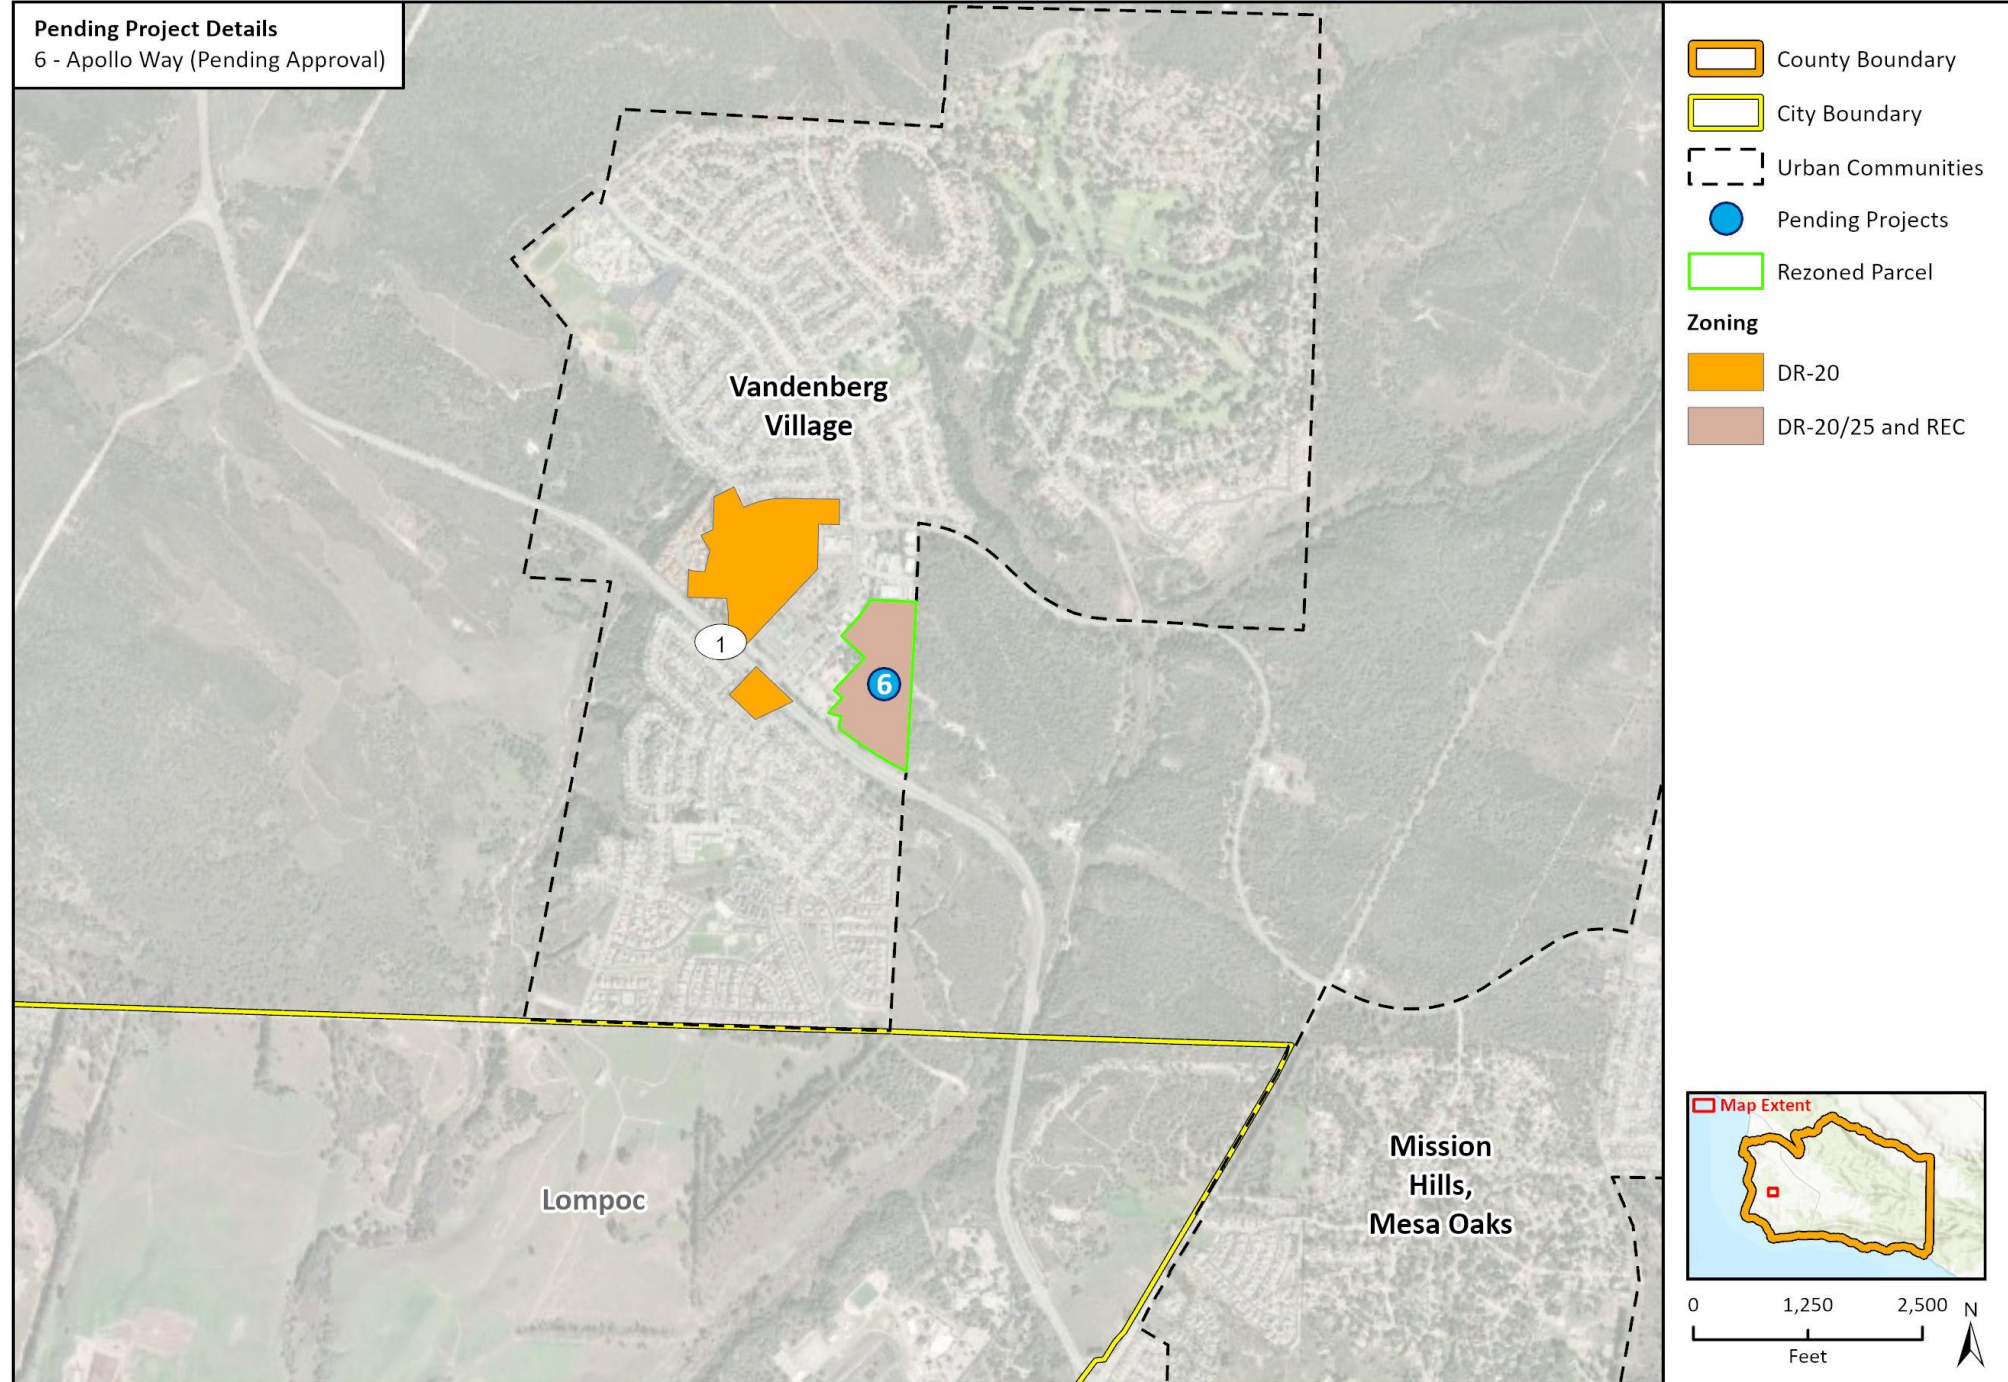 Pending Project Details
6 - Apollo Way (Pending Approval)
County Boundary
City Boundary
Urban Communities
Pending Projects
Rezoned Parcel
Zoning
DR-20
DR-20/25 and REC
Vandenberg
Village
1
6
Lompoc
Mission
Hills,
Mesa Oaks
Map Extent
0 1,250 2,500
Feet
N